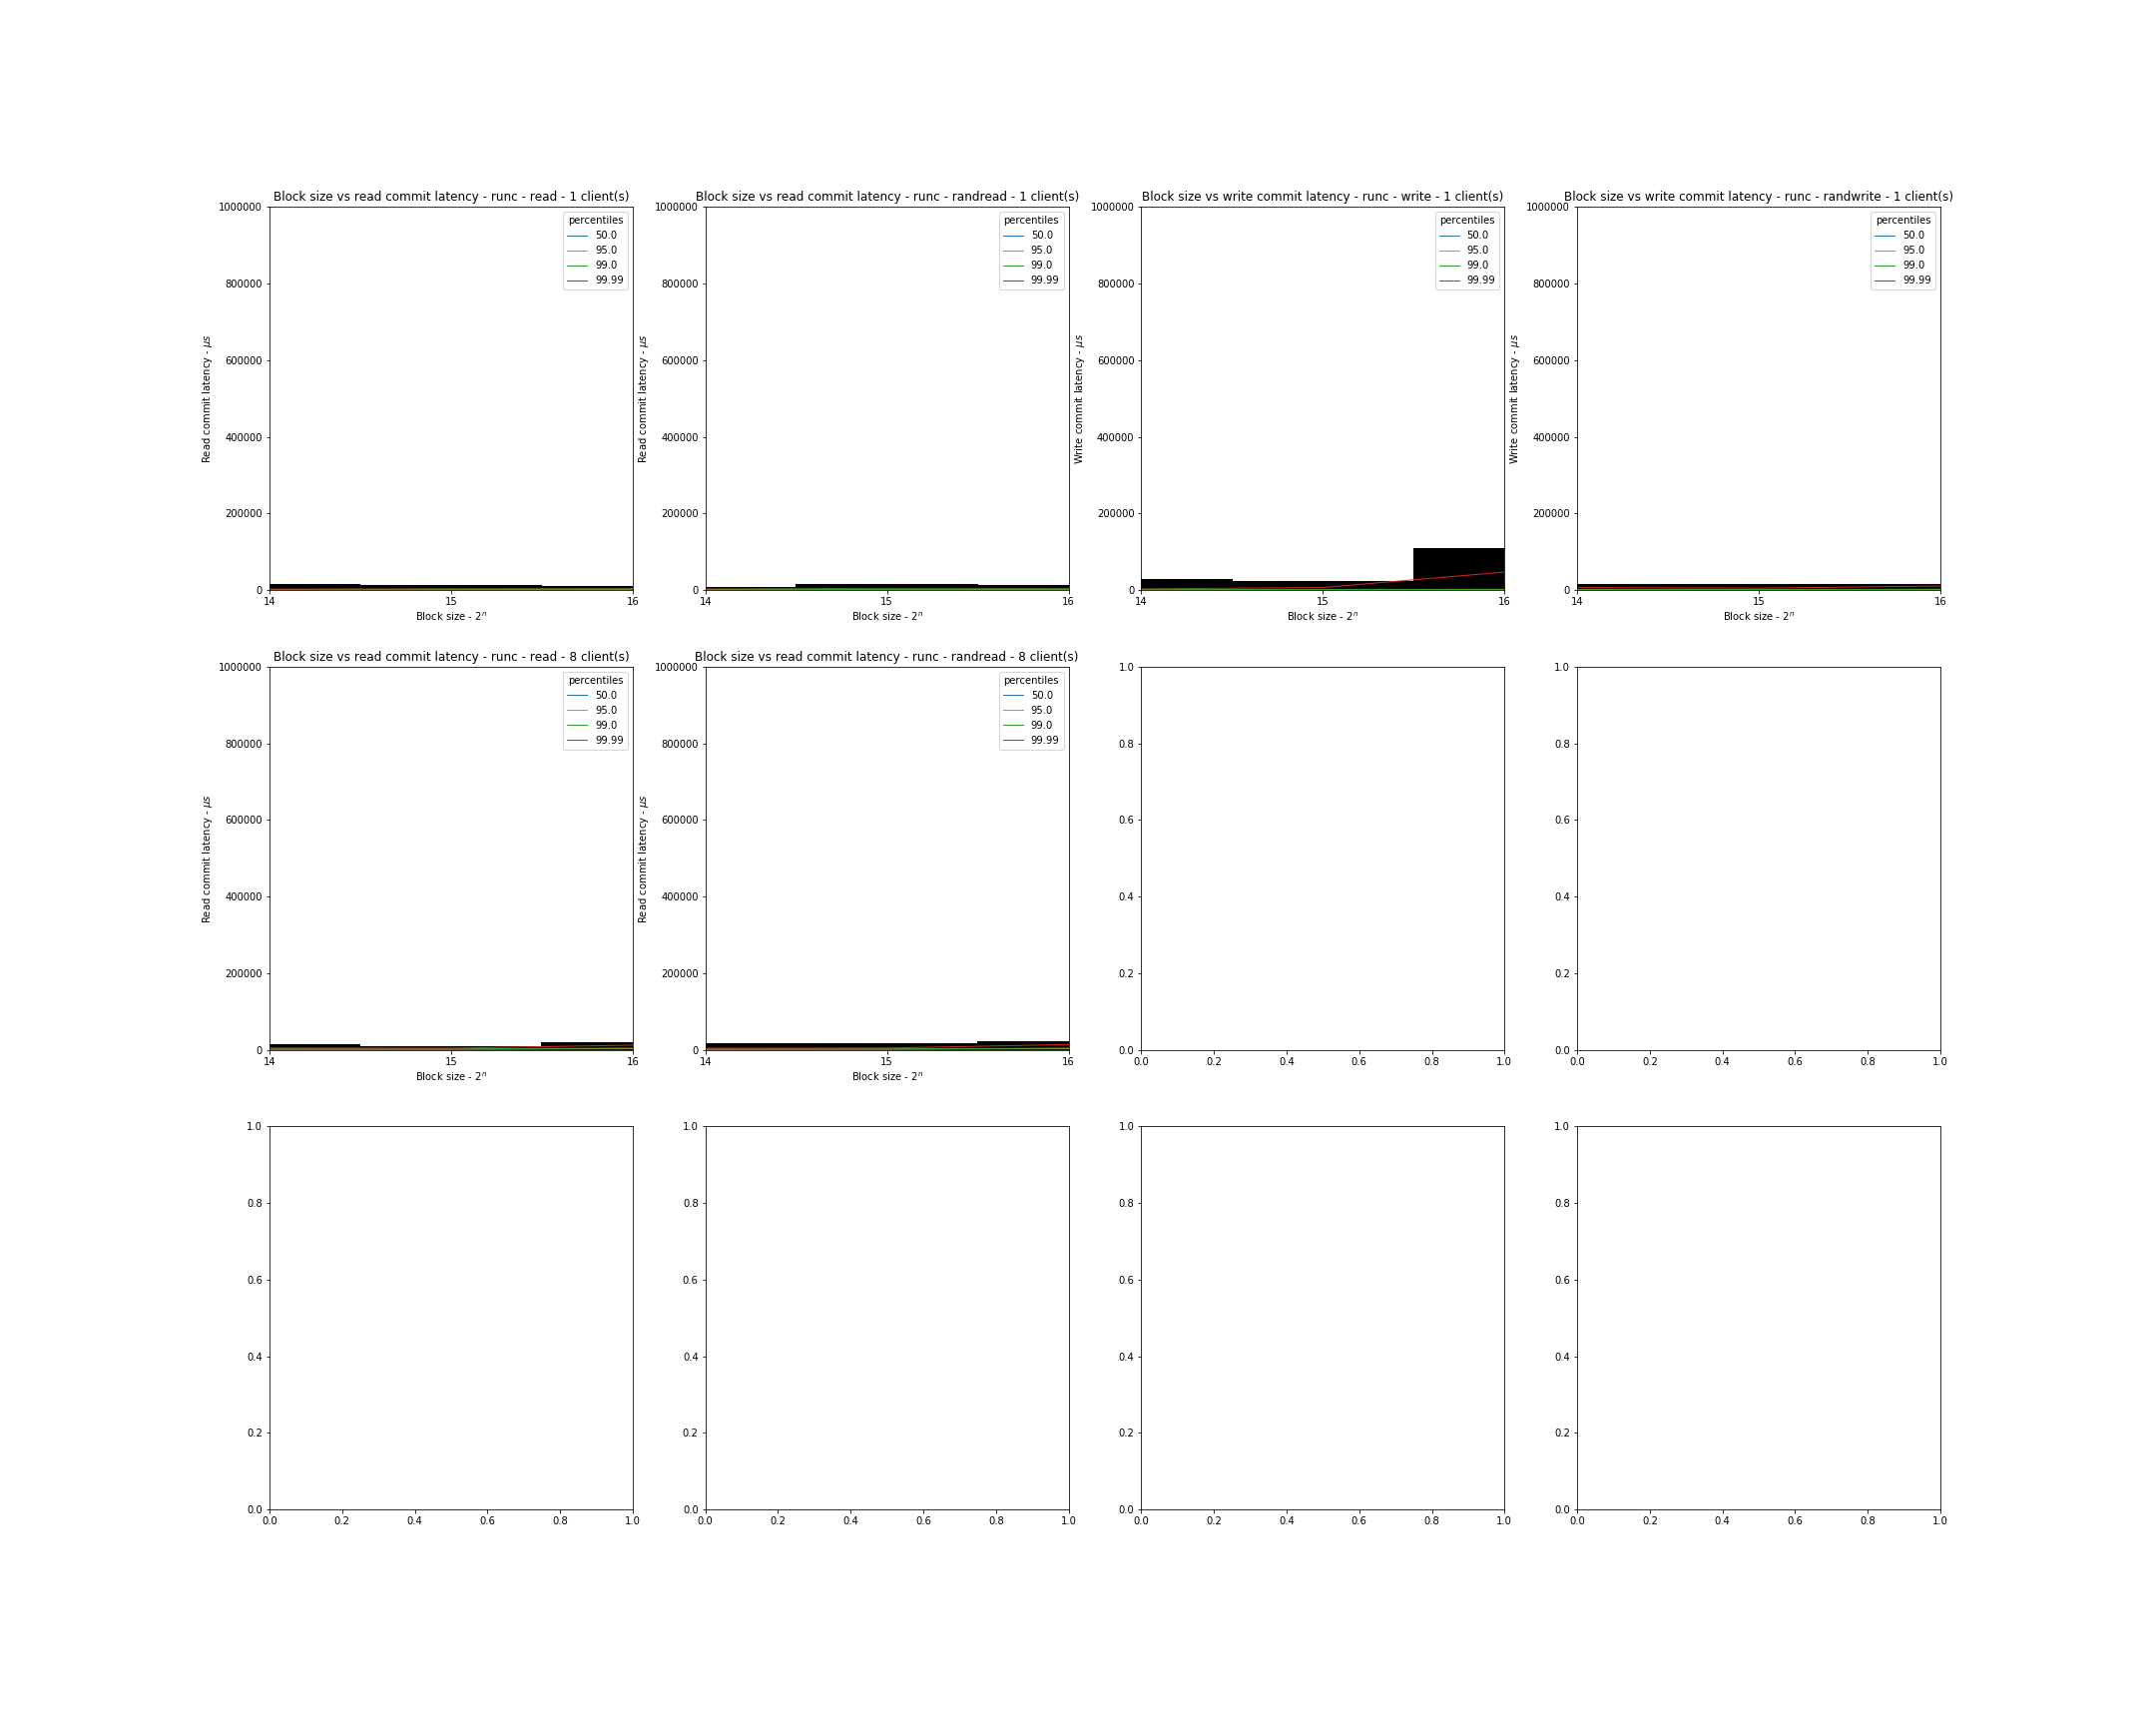 Block size vs read commit latency - runc - read - 1 client(s)
1000000
800000
600000
400000
200000
0
Read commit latency - μs
14 15 16
Block size - 2^n
percentiles
50.0
95.0
99.0
99.99
Block size vs read commit latency - runc - randread - 1 client(s)
1000000
800000
600000
400000
200000
0
Read commit latency - μs
14 15 16
Block size - 2^n
percentiles
50.0
95.0
99.0
99.99
Block size vs write commit latency - runc - write - 1 client(s)
1000000
800000
600000
400000
200000
0
Write commit latency - μs
14 15 16
Block size - 2^n
percentiles
50.0
95.0
99.0
99.99
Block size vs write commit latency - runc - randwrite - 1 client(s)
1000000
800000
600000
400000
200000
0
Write commit latency - μs
14 15 16
Block size - 2^n
percentiles
50.0
95.0
99.0
99.99
Block size vs read commit latency - runc - read - 8 client(s)
1000000
800000
600000
400000
200000
0
Read commit latency - μs
14 15 16
Block size - 2^n
percentiles
50.0
95.0
99.0
99.99
Block size vs read commit latency - runc - randread - 8 client(s)
1000000
800000
600000
400000
200000
0
Read commit latency - μs
14 15 16
Block size - 2^n
percentiles
50.0
95.0
99.0
99.99
1.0
0.8
0.6
0.4
0.2
0.0
0.0 0.2 0.4 0.6 0.8 1.0
1.0
0.8
0.6
0.4
0.2
0.0
0.0 0.2 0.4 0.6 0.8 1.0
1.0
0.8
0.6
0.4
0.2
0.0
0.0 0.2 0.4 0.6 0.8 1.0
1.0
0.8
0.6
0.4
0.2
0.0
0.0 0.2 0.4 0.6 0.8 1.0
1.0
0.8
0.6
0.4
0.2
0.0
0.0 0.2 0.4 0.6 0.8 1.0
1.0
0.8
0.6
0.4
0.2
0.0
0.0 0.2 0.4 0.6 0.8 1.0